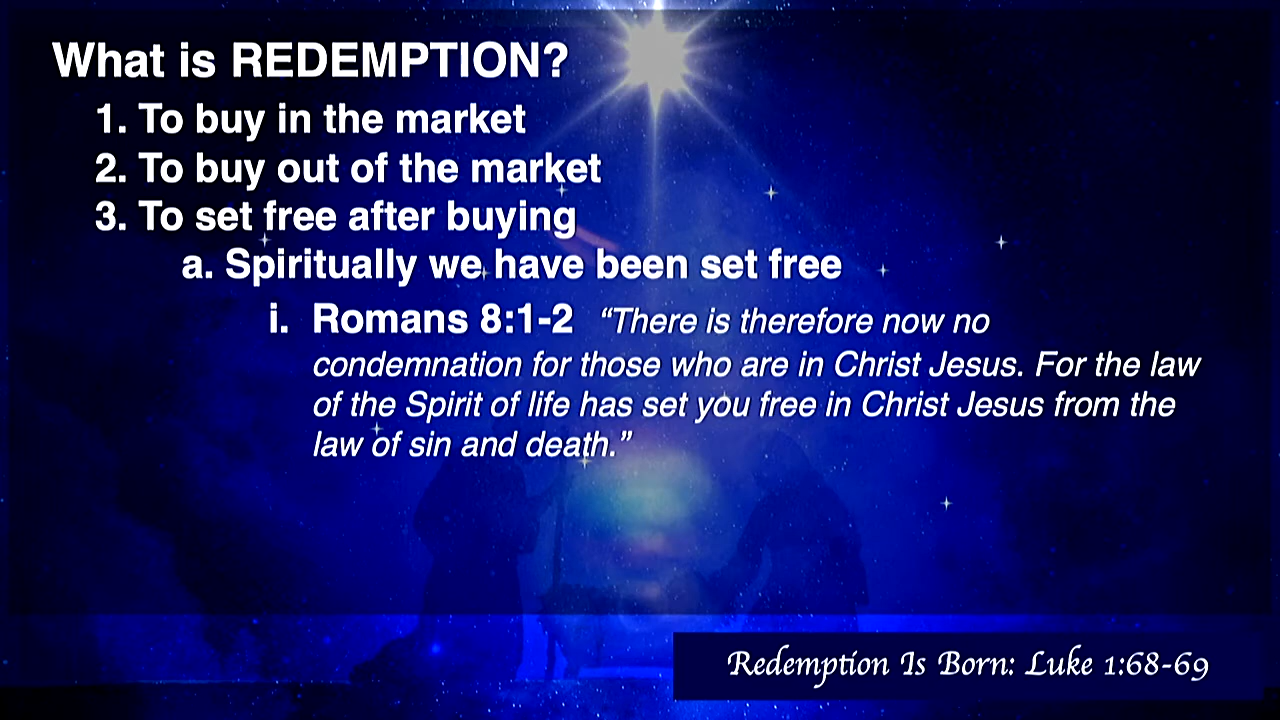 What is REDEMPTION?
1. To buy in the market
2. To buy out of the market
3. To set free after buying
a. Spiritually we have been set free
i. Romans 8:1-2 “There is therefore now no
condemnation for those who are in Christ Jesus. For the law
of the Spirit of life has set you free in Christ Jesus from the
law of sin and death.”
Redemption Is Born: Luke 1:68-69